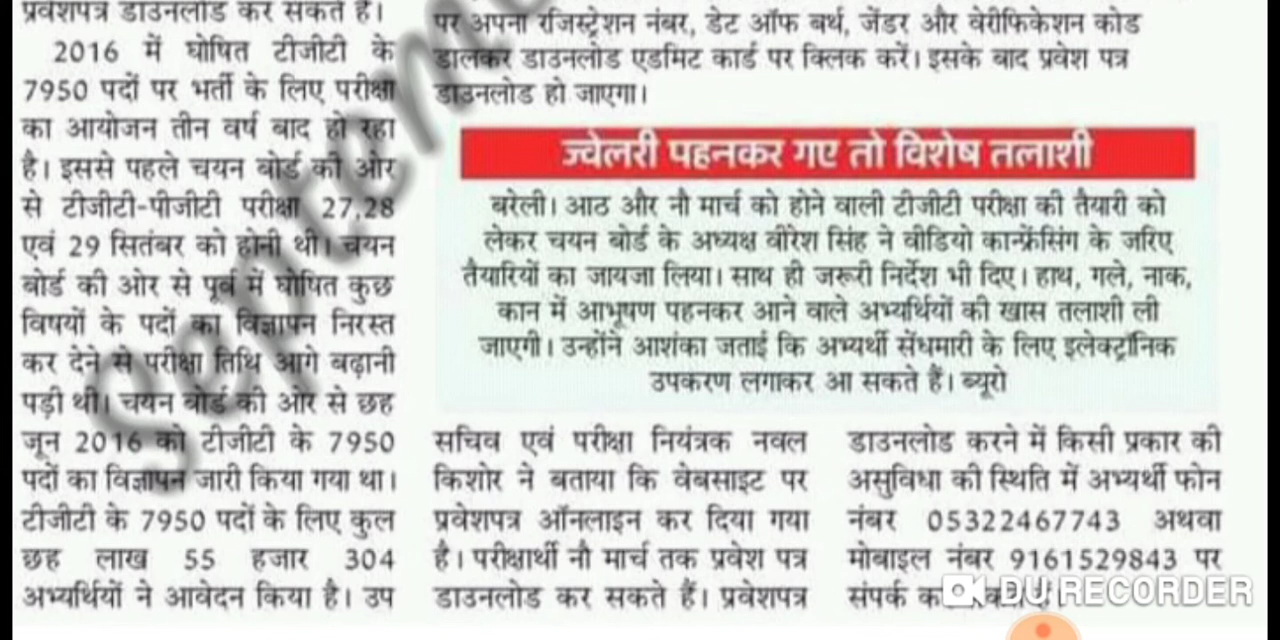 प्रवेशपत्र डाउनलोड कर सकते हैं।
2016 में घोषित टीजीटी के
7950 पदों पर भर्ती के लिए परीक्षा
का आयोजन तीन वर्ष बाद हो रहा
है। इससे पहले चयन बोर्ड की ओर
से टीजीटी-पीजीटी परीक्षा 27,28
एवं 29 सितंबर को होनी थी। चयन
बोर्ड की ओर से पूर्व में घोषित कुछ
विषयों के पदों का विज्ञापन निरस्त
कर देने से परीक्षा तिथि आगे बढ़ानी
पड़ी थी। चयन बोर्ड की ओर से छह
जून 2016 को टीजीटी के 7950
पदों का विज्ञापन जारी किया गया था।
टीजीटी के 7950 पदों के लिए कुल
छह लाख 55 हजार 304
अभ्यर्थियों ने आवेदन किया है। उप
पर अपना रजिस्ट्रेशन नंबर, डेट ऑफ बर्थ, जेंडर और वेरीफिकेशन कोड
डालकर डाउनलोड एडमिट कार्ड पर क्लिक करें। इसके बाद प्रवेश पत्र
डाउनलोड हो जाएगा।
ज्वेलरी पहनकर गए तो विशेष तलाशी
बरेली। आठ और नौ मार्च को होने वाली टीजीटी परीक्षा की तैयारी को
लेकर चयन बोर्ड के अध्यक्ष वीरेश सिंह ने वीडियो कान्फ्रेंसिंग के जरिए
तैयारियों का जायजा लिया। साथ ही जरूरी निर्देश भी दिए। हाथ, गले, नाक,
कान में आभूषण पहनकर आने वाले अभ्यर्थियों की खास तलाशी ली
जाएगी। उन्होंने आशंका जताई कि अभ्यर्थी सेंधमारी के लिए इलेक्ट्रॉनिक
उपकरण लगाकर आ सकते हैं। ब्यूरो
सचिव एवं परीक्षा नियंत्रक नवल
किशोर ने बताया कि वेबसाइट पर
प्रवेशपत्र ऑनलाइन कर दिया गया
है। परीक्षार्थी नौ मार्च तक प्रवेश पत्र
डाउनलोड कर सकते हैं। प्रवेशपत्र
डाउनलोड करने में किसी प्रकार की
असुविधा की स्थिति में अभ्यर्थी फोन
नंबर 05322467743 अथवा
मोबाइल नंबर 9161529843 पर
संपर्क
Septem
DU RECORDER